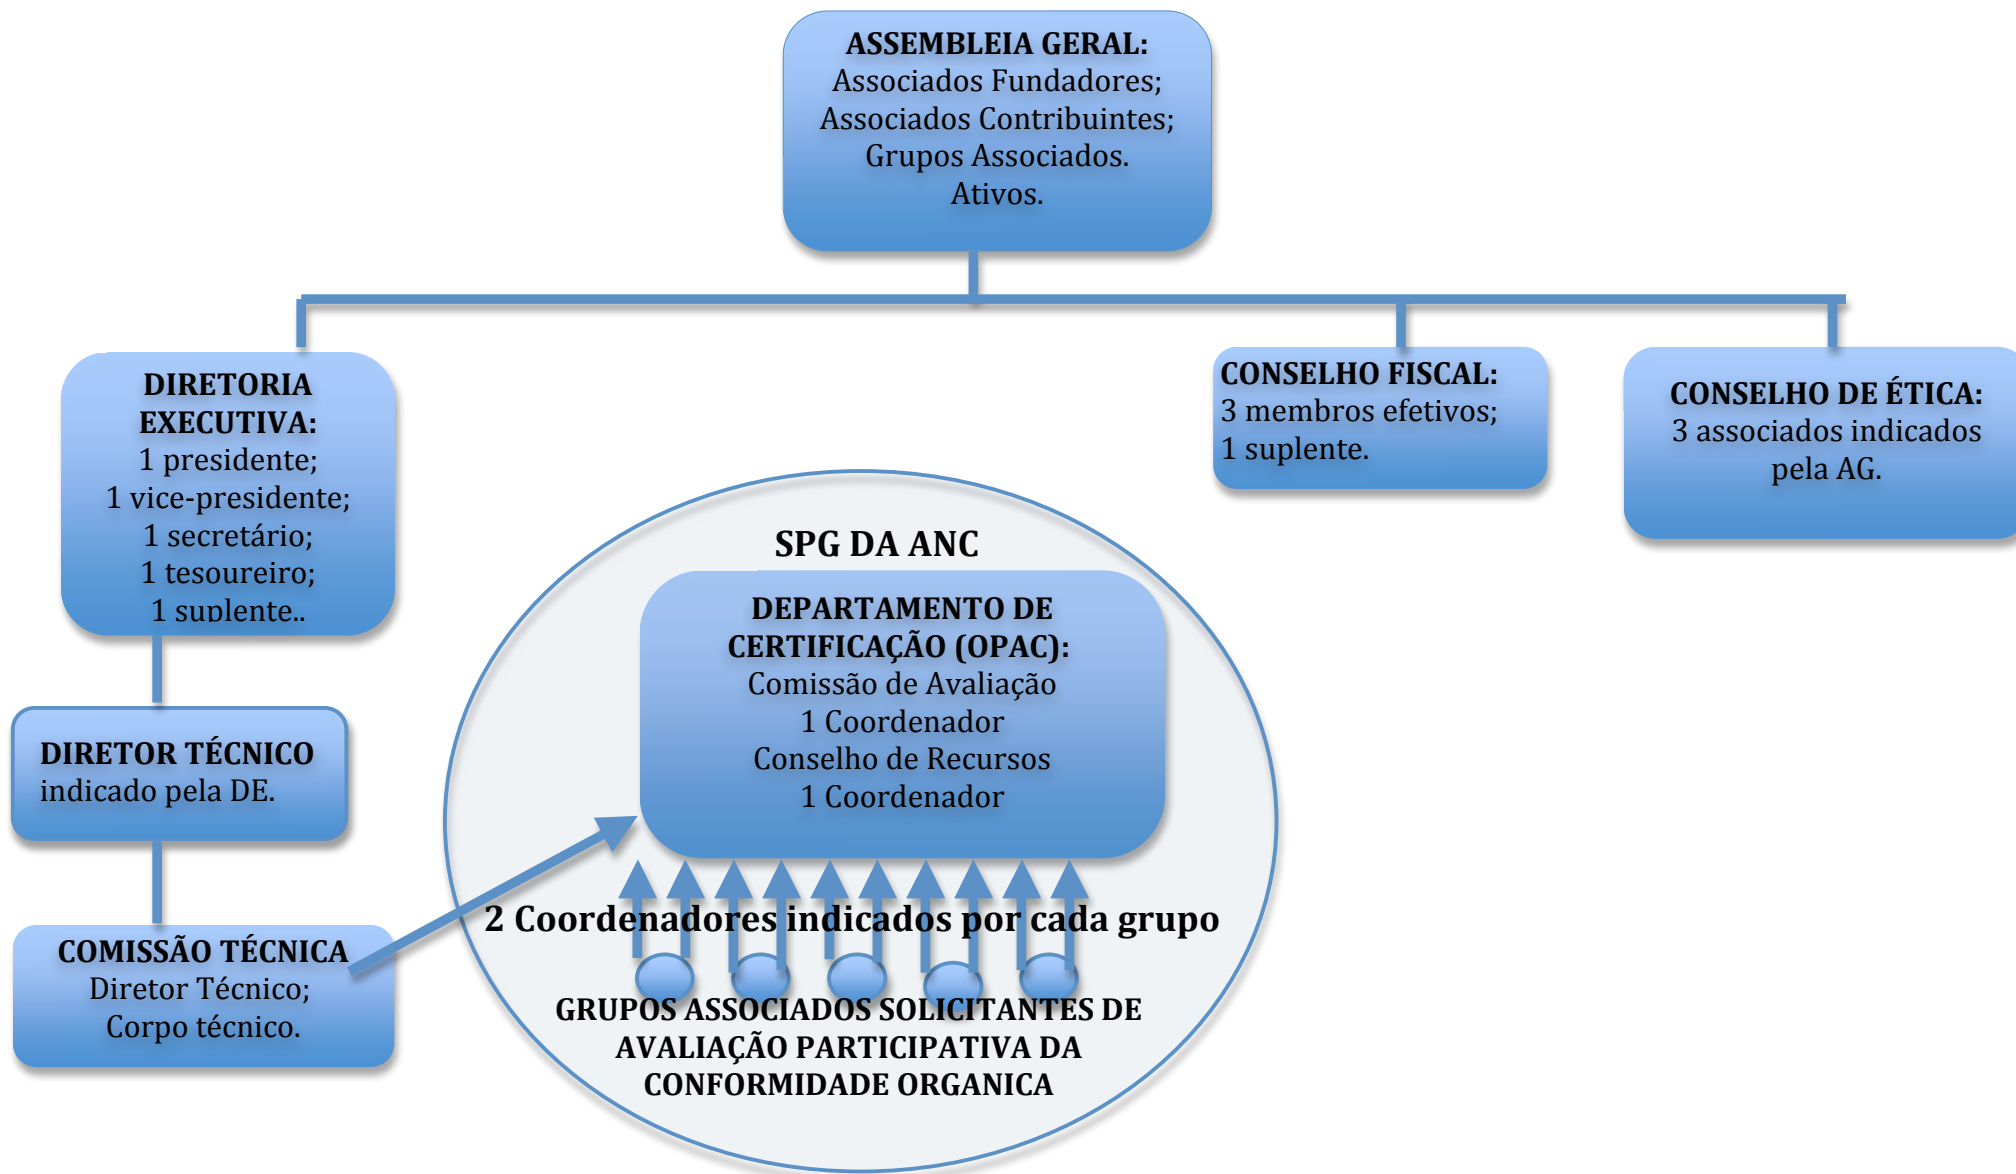 ASSEMBLEIA GERAL:
Associados Fundadores;
Associados Contribuintes;
Grupos Associados.
Ativos.
DIRETORIA
EXECUTIVA:
1 presidente;
1 vice-presidente;
1 secretário;
1 tesoureiro;
1 suplente..
CONSELHO FISCAL:
3 membros efetivos;
1 suplente.
CONSELHO DE ÉTICA:
3 associados indicados
pela AG.
SPG DA ANC
DEPARTAMENTO DE
CERTIFICAÇÃO (OPAC):
Comissão de Avaliação
1 Coordenador
Conselho de Recursos
1 Coordenador
DIRETOR TÉCNICO
indicado pela DE.
COMISSÃO TÉCNICA
Diretor Técnico;
Corpo técnico.
2 Coordenadores indicados por cada grupo
GRUPOS ASSOCIADOS SOLICITANTES DE
AVALIAÇÃO PARTICIPATIVA DA
CONFORMIDADE ORGANICA